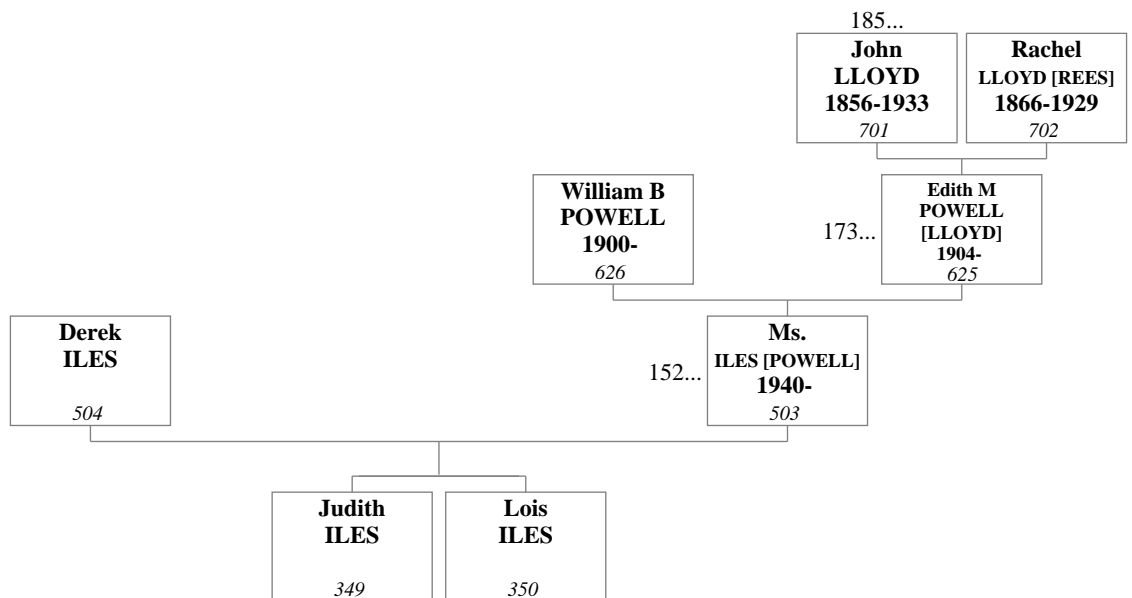 185...
John
LLOYD
1856-1933
701
Rachel
LLOYD [REES]
1866-1929
702
William B
POWELL
1900-
626
173...
Edith M
POWELL
[LLOYD]
1904-
625
Derek
ILES
504
152...
Ms.
ILES [POWELL]
1940-
503
Judith
ILES
349
Lois
ILES
350